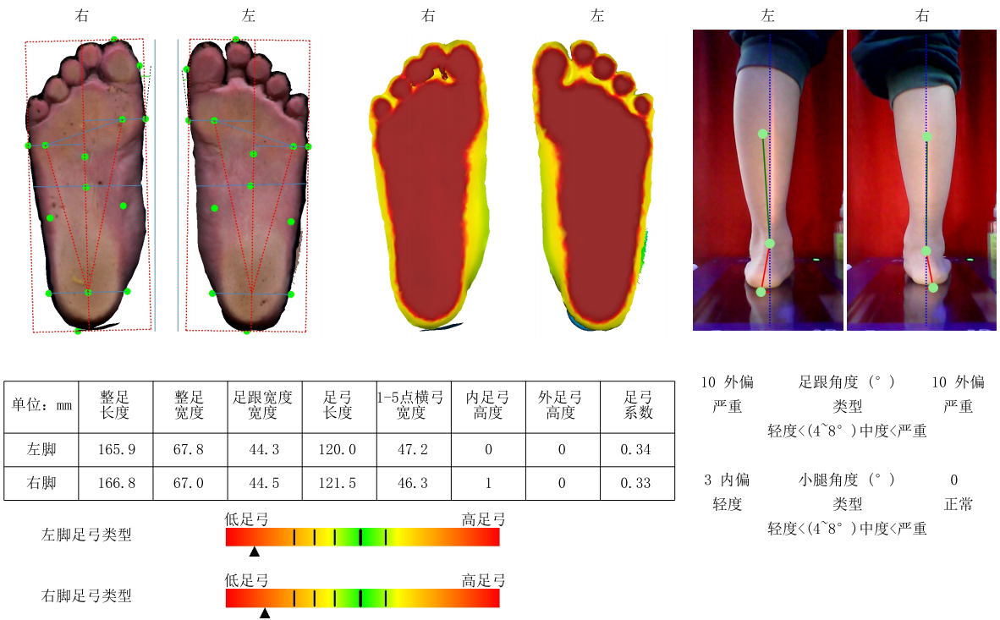 右
左
右
左
左
右
单位: mm
整足
长度
整足
宽度
足跟宽度
宽度
足弓
长度
1-5点横弓
宽度
内足弓
高度
外足弓
高度
足弓
系数
左脚 165.9 67.8 44.3 120.0 47.2 0 0 0.34
右脚 166.8 67.0 44.5 121.5 46.3 1 0 0.33
左脚足弓类型
低足弓
高足弓
右脚足弓类型
低足弓
高足弓
10 外偏 足跟角度 (°) 10 外偏
严重 类型 严重
轻度<(4~8°)中度<严重
3 内偏 小腿角度 (°) 0
轻度 类型 正常
轻度<(4~8°)中度<严重